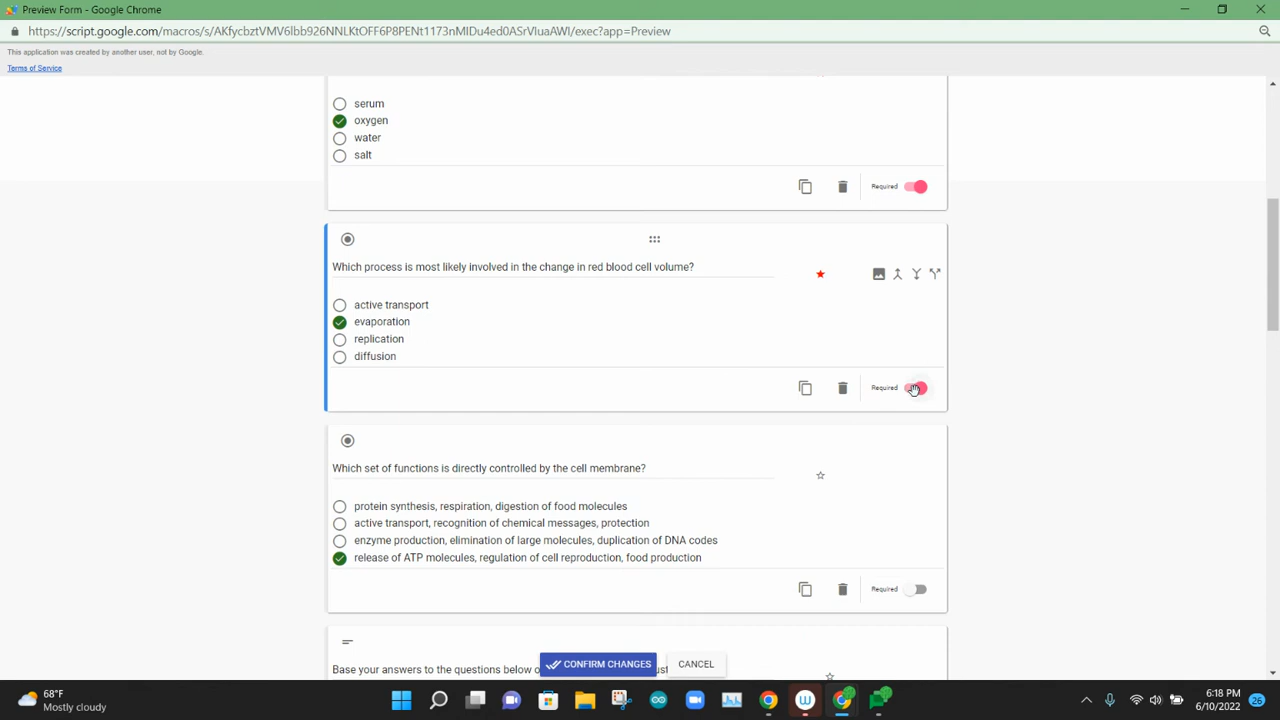 Preview Form - Google Chrome
https://script.google.com/macros/s/AKfycbztVMV6lbb926NNLKtOFF6P8PENt1173nMIDu4ed0ASrVIuaAWI/exec?app=Preview
This application was created by another user, not by Google.
Terms of Service
serum
oxygen
water
salt
Required
Which process is most likely involved in the change in red blood cell volume?
active transport
evaporation
replication
diffusion
Required
Which set of functions is directly controlled by the cell membrane?
protein synthesis, respiration, digestion of food molecules
active transport, recognition of chemical messages, protection
enzyme production, elimination of large molecules, duplication of DNA codes
release of ATP molecules, regulation of cell reproduction, food production
Required
Base your answers to the questions below o
CONFIRM CHANGES
CANCEL
68°F
Mostly cloudy
6:18 PM
6/10/2022
26